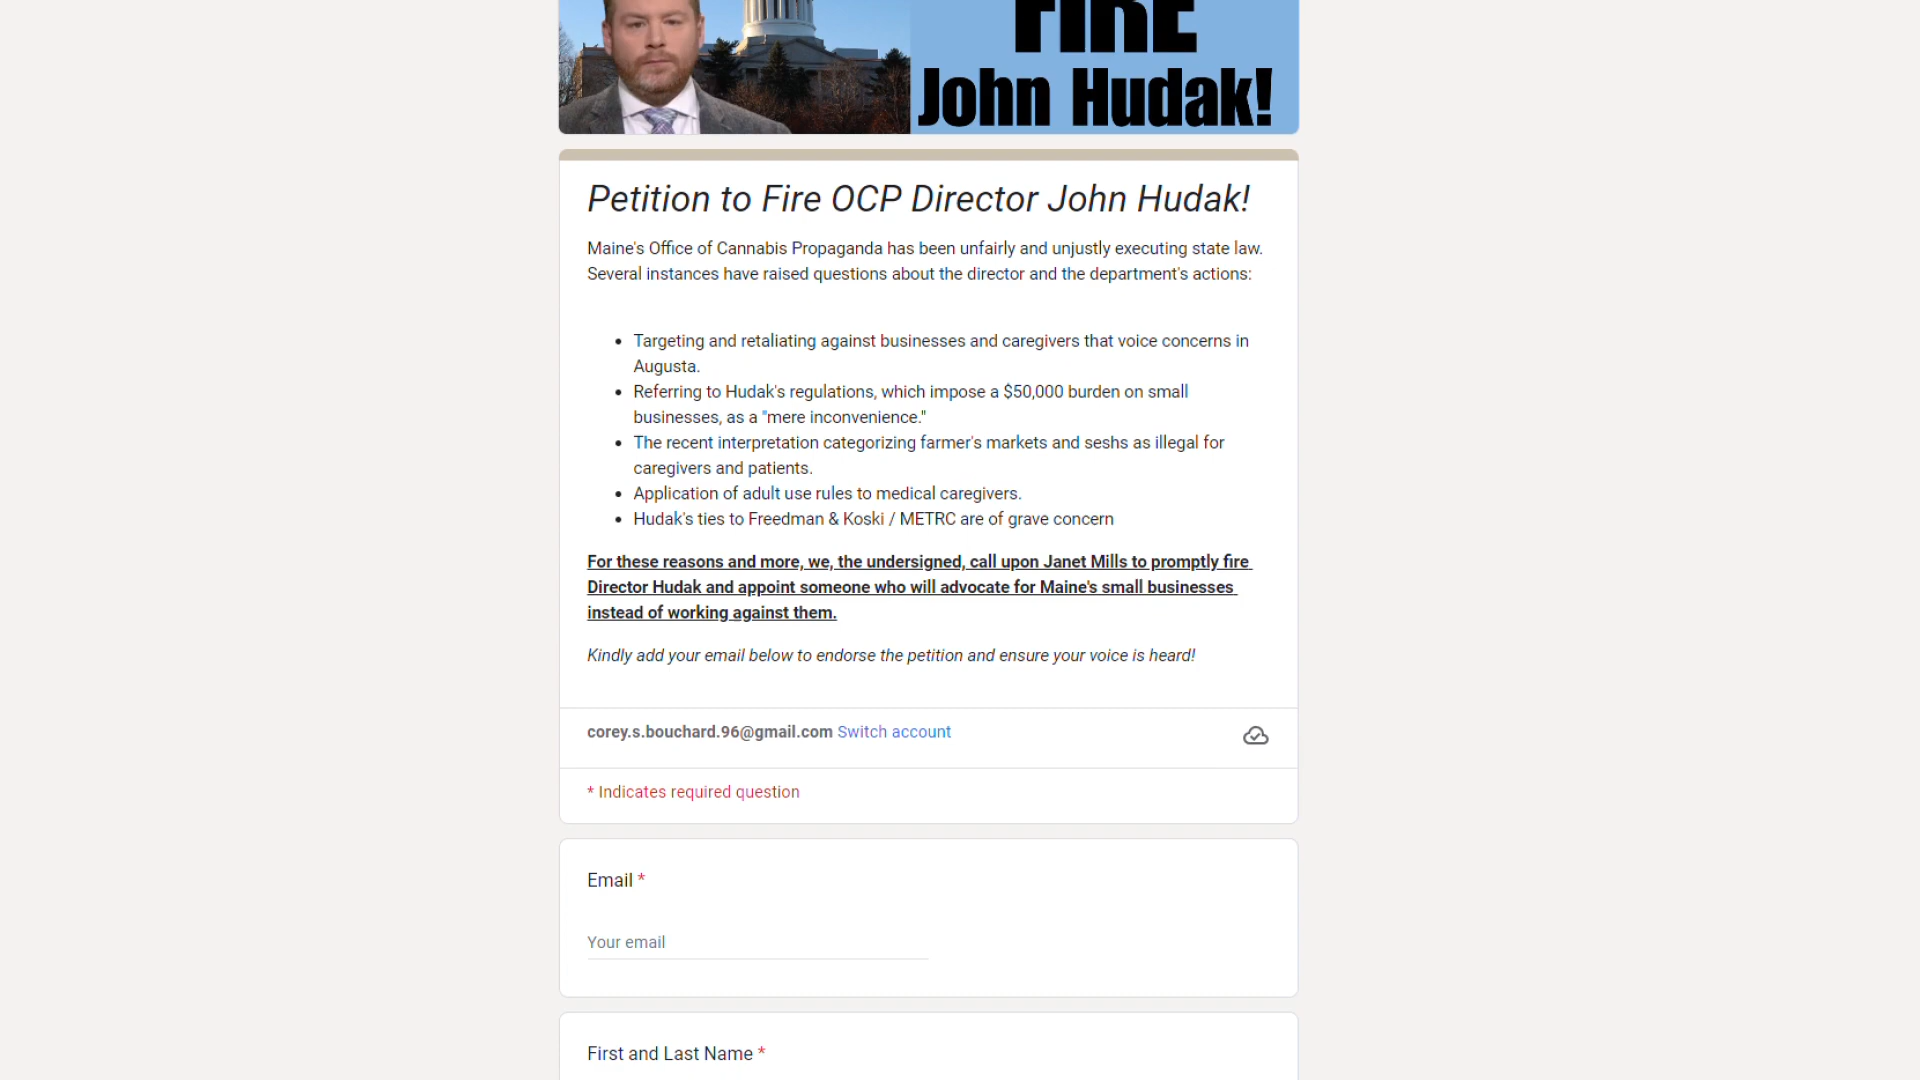 FIRE
John Hudak!
Petition to Fire OCP Director John Hudak!
Maine's Office of Cannabis Propaganda has been unfairly and unjustly executing state law.
Several instances have raised questions about the director and the department's actions:
• Targeting and retaliating against businesses and caregivers that voice concerns in
Augusta.
• Referring to Hudak's regulations, which impose a $50,000 burden on small
businesses, as a "mere inconvenience."
• The recent interpretation categorizing farmer's markets and seshs as illegal for
caregivers and patients.
• Application of adult use rules to medical caregivers.
• Hudak's ties to Freedman & Koski / METRC are of grave concern
For these reasons and more, we, the undersigned, call upon Janet Mills to promptly fire
Director Hudak and appoint someone who will advocate for Maine's small businesses
instead of working against them.
Kindly add your email below to endorse the petition and ensure your voice is heard!
corey.s.bouchard.96@gmail.com Switch account
* Indicates required question
Email *
Your email
First and Last Name *